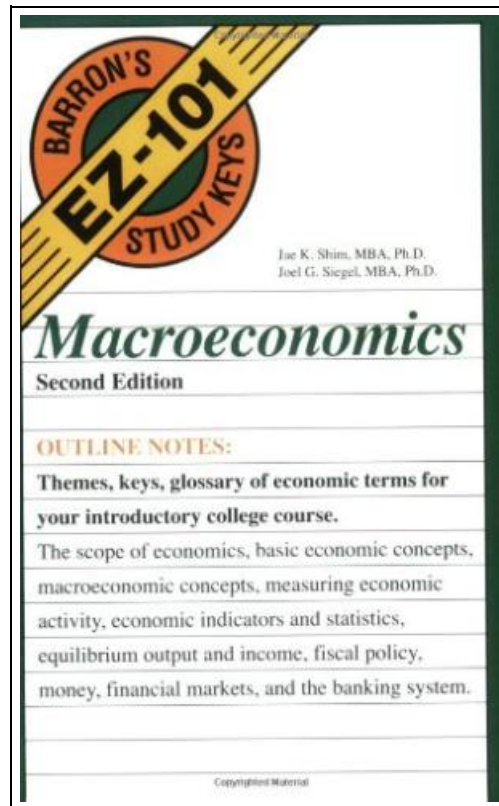 Copyrighted Material
BARRON'S
EZ-101
STUDY KEYS
Jae K. Shim, MBA, Ph.D.
Joel G. Siegel, MBA, Ph.D.
Macroeconomics
Second Edition
OUTLINE NOTES:
Themes, keys, glossary of economic terms for
your introductory college course.
The scope of economics, basic economic concepts,
macroeconomic concepts, measuring economic
activity, economic indicators and statistics,
equilibrium output and income, fiscal policy,
money, financial markets, and the banking system.
Copyrighted Material